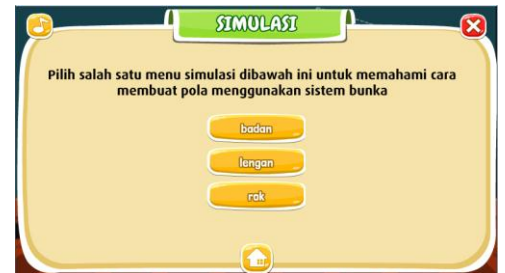 SIMULASI
Pilih salah satu menu simulasi dibawah ini untuk memahami cara
membuat pola menggunakan sistem bunka
badan
lengan
rok